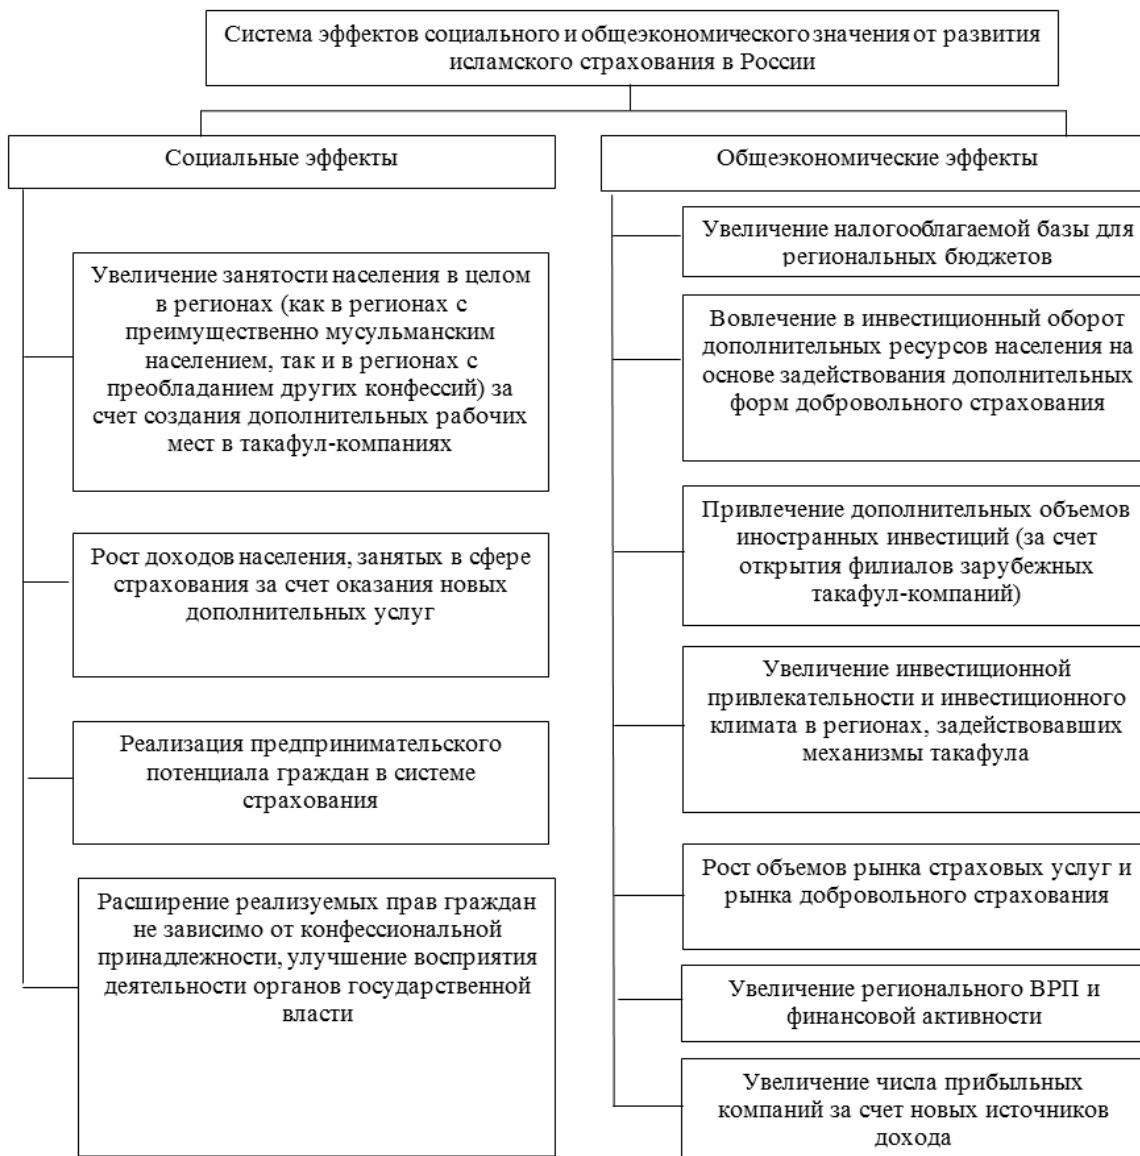 Система эффектов социального и общеэкономического значения от развития
исламского страхования в России
Социальные эффекты
Увеличение занятости населения в целом
в регионах (как в регионах с
преимущественно мусульманским
населением, так и в регионах с
преобладанием других конфессий) за
счет создания дополнительных рабочих
мест в такафул-компаниях
Рост доходов населения, занятых в сфере
страхования за счет оказания новых
дополнительных услуг
Реализация предпринимательского
потенциала граждан в системе
страхования
Расширение реализуемых прав граждан
не зависимо от конфессиональной
принадлежности, улучшение восприятия
деятельности органов государственной
власти
Общеэкономические эффекты
Увеличение налогооблагаемой базы для
региональных бюджетов
Вовлечение в инвестиционный оборот
дополнительных ресурсов населения на
основе задействования дополнительных
форм добровольного страхования
Привлечение дополнительных объемов
иностранных инвестиций (за счет
открытия филиалов зарубежных
такафул-компаний)
Увеличение инвестиционной
привлекательности и инвестиционного
климата в регионах, задействовавших
механизмы такафула
Рост объемов рынка страховых услуг и
рынка добровольного страхования
Увеличение регионального ВРП и
финансовой активности
Увеличение числа прибыльных
компаний за счет новых источников
дохода